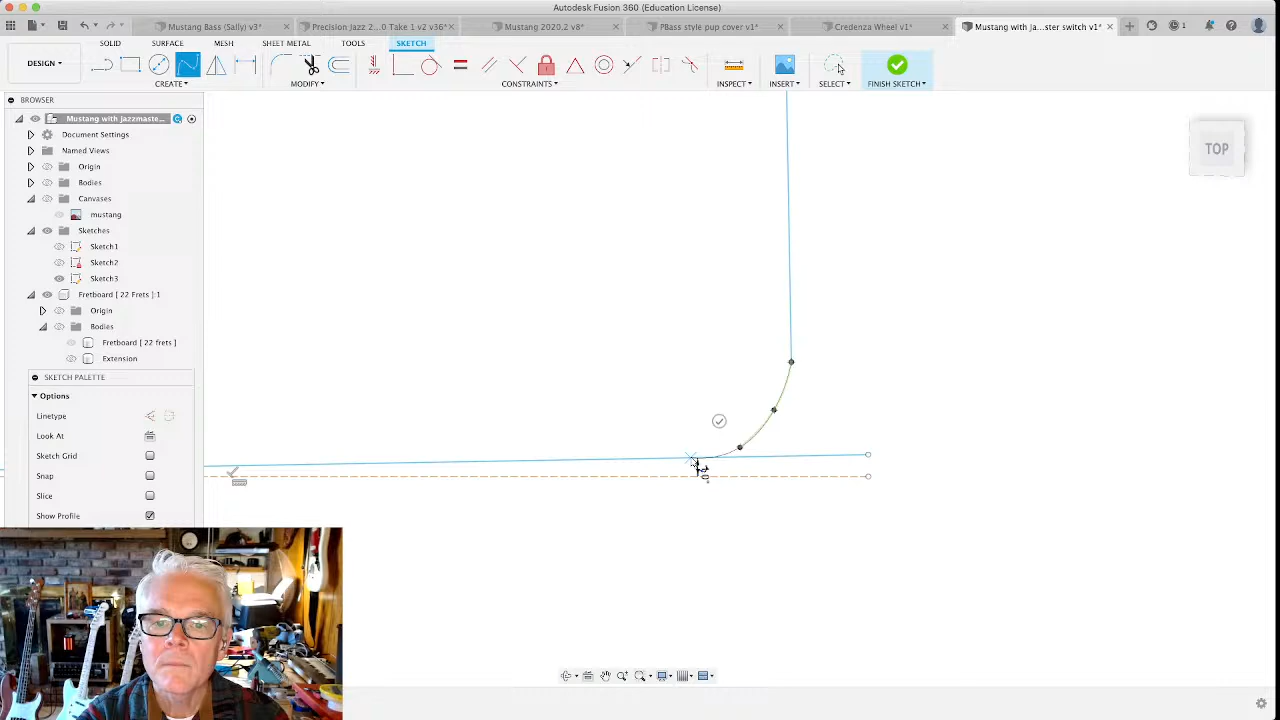 Autodesk Fusion 360 (Education License)
Mustang Bass (Sally) v3*
Precision Jazz 2...0 Take 1-v2 v36*
Mustang 2020.2 v8*
PBass style pup cover v1*
Credenza Wheel v1*
Mustang with Ja...ster switch v1*
1
SOLID
SURFACE
MESH
SHEET METAL
TOOLS
SKETCH
DESIGN
CREATE
MODIFY
CONSTRAINTS
INSPECT
INSERT
SELECT
FINISH SKETCH
BROWSER
Mustang with Jazzmaste...
Document Settings
Named Views
Origin
Bodies
Canvases
mustang
Sketches
Sketch1
Sketch2
Sketch3
Fretboard [ 22 Frets ]:1
Origin
Bodies
Fretboard [ 22 frets ]
Extension
SKETCH PALETTE
Options
Linetype
Look At
Sketch Grid
Snap
Slice
Show Profile
TOP